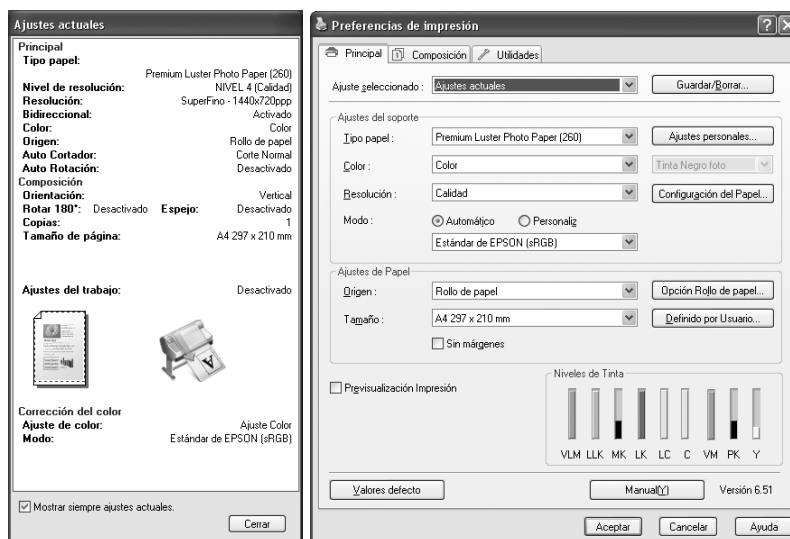 Ajustes actuales
Principal
Tipo papel:
Premium Luster Photo Paper (260)
Nivel de resolución: NIVEL 4 (Calidad)
Resolución: SuperFino - 1440x720ppp
Bidireccional: Activado
Color: Color
Origen: Rollo de papel
Auto Cortador: Corte Normal
Auto Rotación: Desactivado
Composición
Orientación: Vertical
Rotar 180°: Desactivado Espejo: Desactivado
Copias: 1
Tamaño de página: A4 297 x 210 mm
Ajustes del trabajo: Desactivado
A
Corrección del color
Ajuste de color: Ajuste Color
Modo: Estándar de EPSON (sRGB)
Mostrar siempre ajustes actuales.
Cerrar
Preferencias de impresión
Principal Composición Utilidades
Ajuste seleccionado : Ajustes actuales Guardar/Borrar...
Ajustes del soporte
Tipo papel : Premium Luster Photo Paper (260) Ajustes personales...
Color : Color Tinta Negro foto
Resolución : Calidad Configuración del Papel...
Modo : Automático Personaliz
Estándar de EPSON (sRGB)
Ajustes de Papel
Origen : Rollo de papel Opción Rollo de papel...
Tamaño : A4 297 x 210 mm Definido por Usuario...
Sin márgenes
Previsualización Impresión
Niveles de Tinta
VLM LLK MK LK LC C VM PK Y
Valores defecto Manual(Y) Versión 6.51
Aceptar Cancelar Ayuda